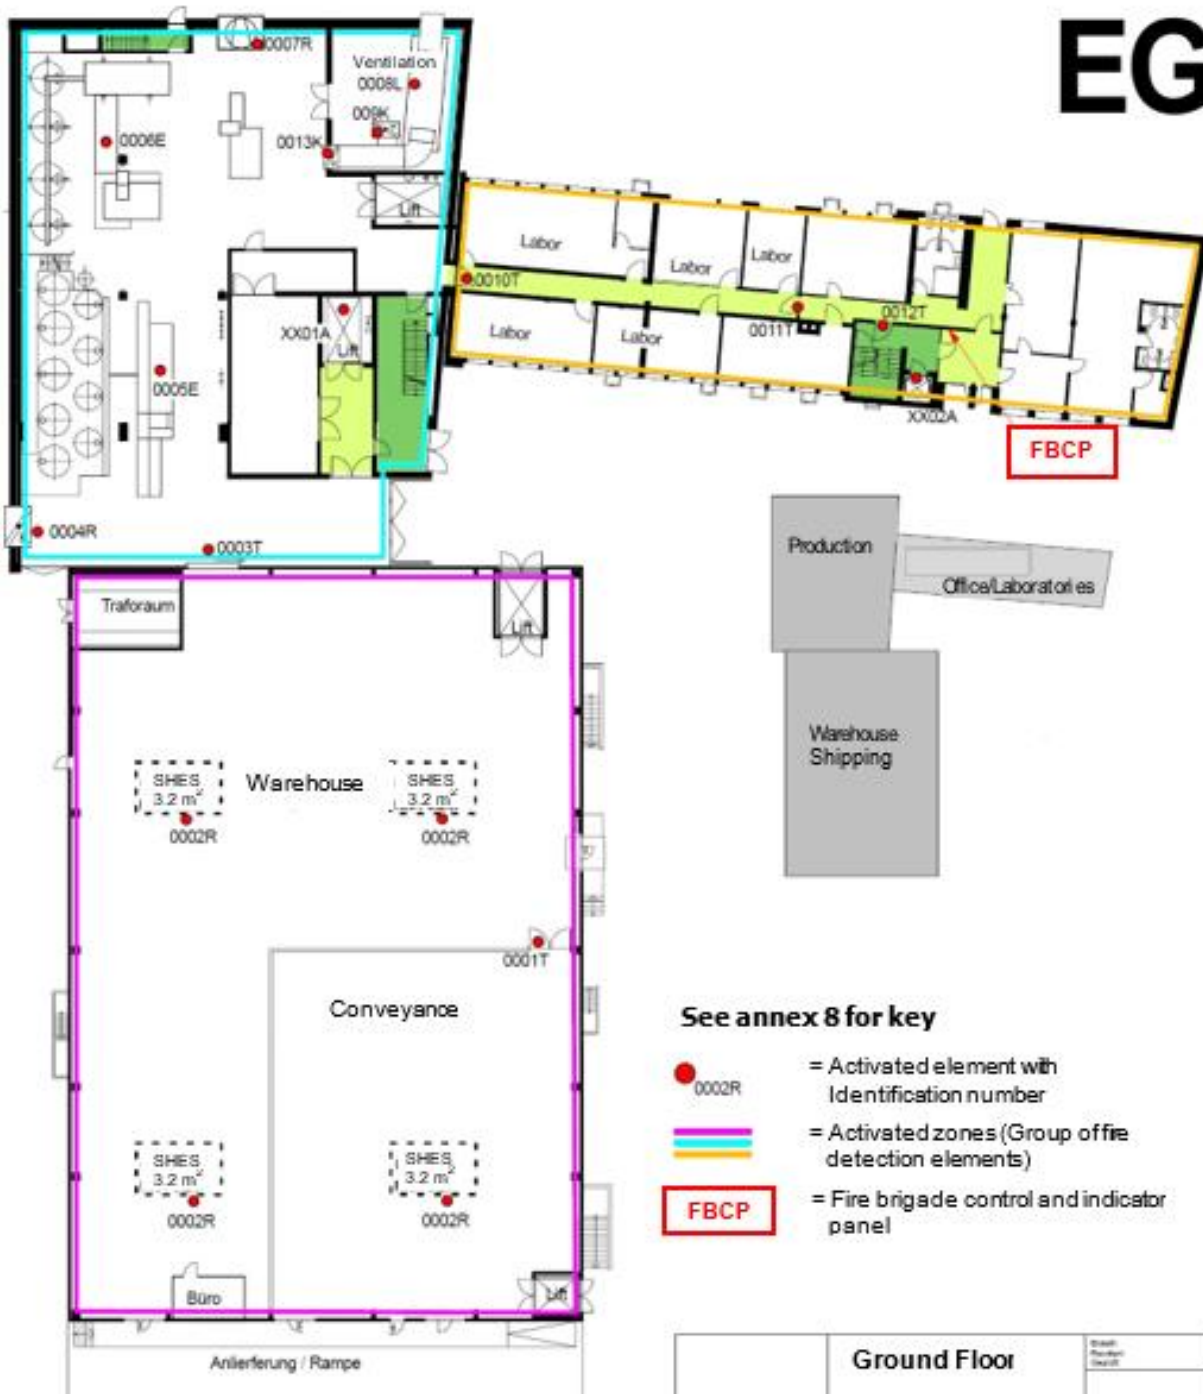 EG
0007R
Ventilation
0008L
009K
0013K
0006E
Lift
Labor
Labor
Labor
0010T
0011T
0012T
Labor
Labor
XX01A
Lift
0005E
XX02A
FBCP
0004R
0003T
Production
Office/Laboratories
Warehouse
Shipping
Traforaum
Lift
SHES
3.2 m²
Warehouse
SHES
3.2 m²
0002R
0002R
0001T
Conveyance
SHES
3.2 m²
SHES
3.2 m²
0002R
0002R
Büro
Lift
Anlierferung / Rampe
See annex 8 for key
0002R
= Activated element with
Identification number
= Activated zones (Group of fire
detection elements)
FBCP
= Fire brigade control and indicator
panel
Ground Floor